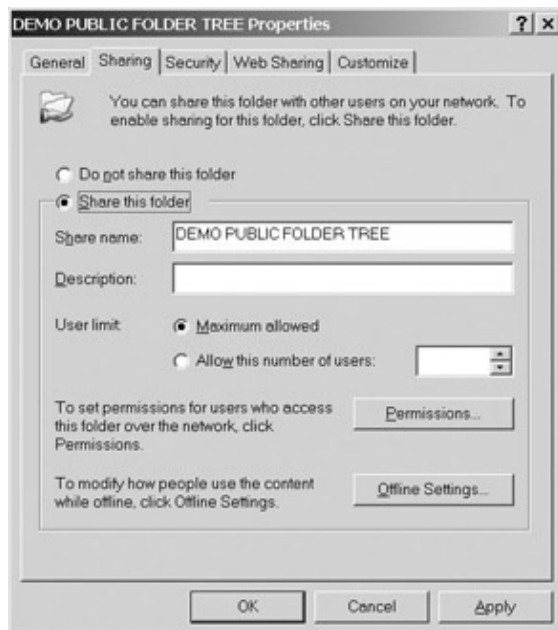 DEMO PUBLIC FOLDER TREE Properties
General Sharing Security Web Sharing Customize
You can share this folder with other users on your network. To
enable sharing for this folder, click Share this folder.
Do not share this folder
Share this folder
Share name: DEMO PUBLIC FOLDER TREE
Description:
User limit: Maximum allowed
Allow this number of users:
To set permissions for users who access
this folder over the network, click
Permissions.
Permissions...
To modify how people use the content
while offline, click Offline Settings.
Offline Settings...
OK Cancel Apply